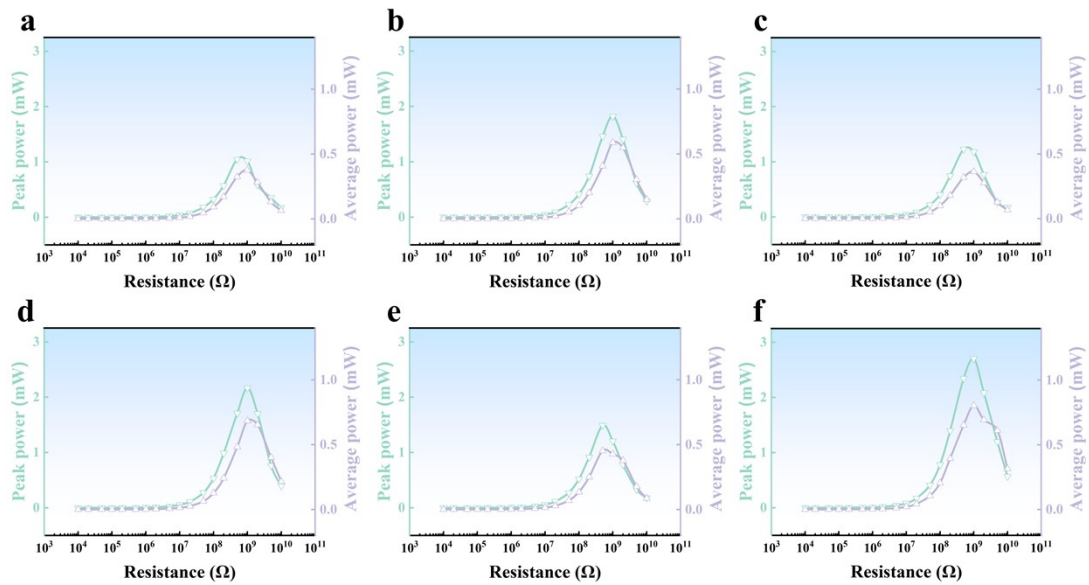 a
Peak power (mW)
3
2
1
0
Average power (mW)
1.0
0.5
0.0
10³ 10⁴ 10⁵ 10⁶ 10⁷ 10⁸ 10⁹ 10¹⁰ 10¹¹
Resistance (Ω)
b
Peak power (mW)
3
2
1
0
Average power (mW)
1.0
0.5
0.0
10³ 10⁴ 10⁵ 10⁶ 10⁷ 10⁸ 10⁹ 10¹⁰ 10¹¹
Resistance (Ω)
c
Peak power (mW)
3
2
1
0
Average power (mW)
1.0
0.5
0.0
10³ 10⁴ 10⁵ 10⁶ 10⁷ 10⁸ 10⁹ 10¹⁰ 10¹¹
Resistance (Ω)
d
Peak power (mW)
3
2
1
0
Average power (mW)
1.0
0.5
0.0
10³ 10⁴ 10⁵ 10⁶ 10⁷ 10⁸ 10⁹ 10¹⁰ 10¹¹
Resistance (Ω)
e
Peak power (mW)
3
2
1
0
Average power (mW)
1.0
0.5
0.0
10³ 10⁴ 10⁵ 10⁶ 10⁷ 10⁸ 10⁹ 10¹⁰ 10¹¹
Resistance (Ω)
f
Peak power (mW)
3
2
1
0
Average power (mW)
1.0
0.5
0.0
10³ 10⁴ 10⁵ 10⁶ 10⁷ 10⁸ 10⁹ 10¹⁰ 10¹¹
Resistance (Ω)